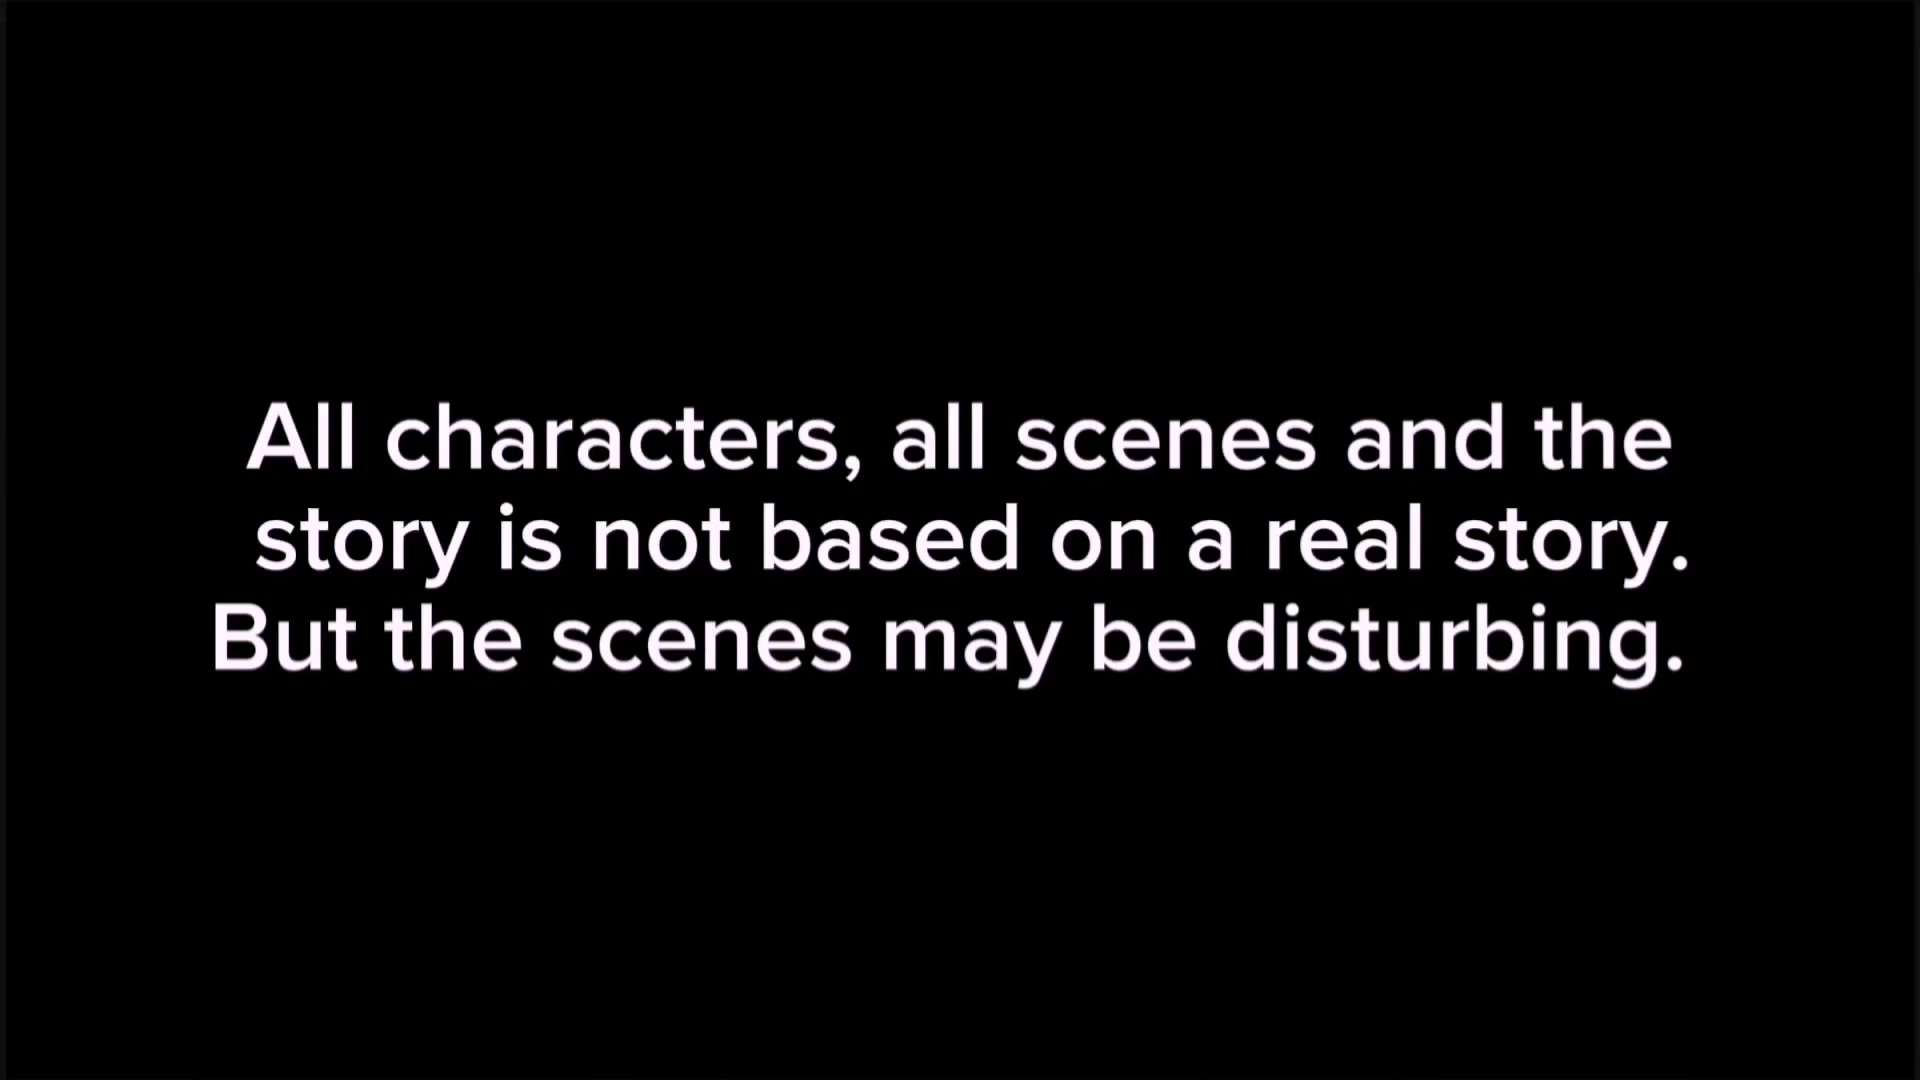 All characters, all scenes and the
story is not based on a real story.
But the scenes may be disturbing.